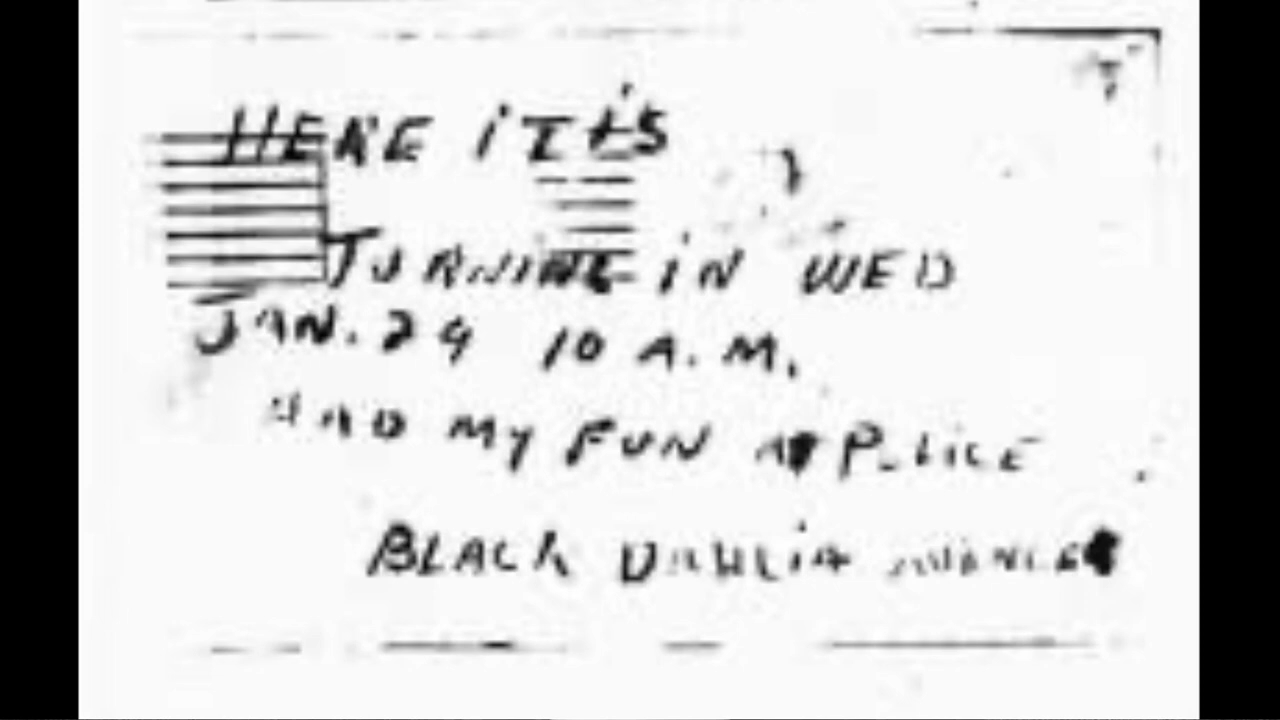 HERE iT iS
TURNING iN WED
JAN. 29 10 A.M.
HAD MY FUN AT POLiCE
BLACK DAHLiA AVENGER